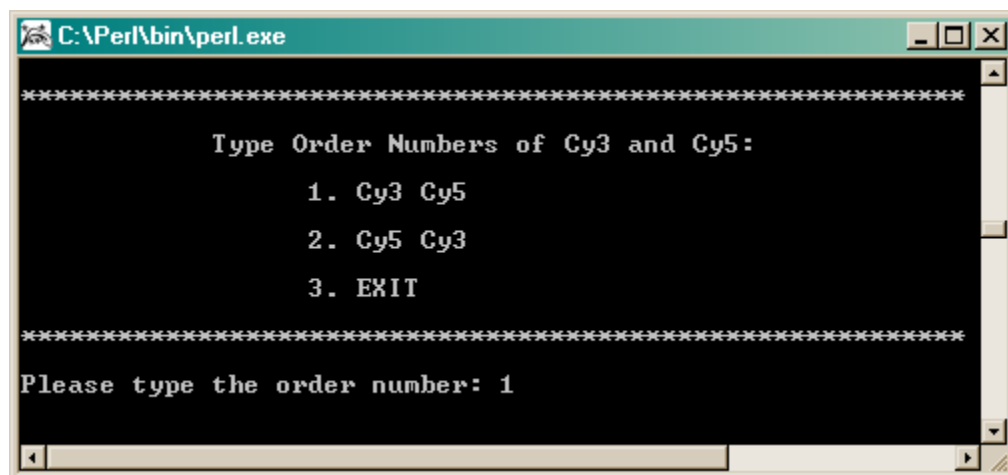 C:\Perl\bin\perl.exe
***********************************************************
Type Order Numbers of Cy3 and Cy5:
1. Cy3 Cy5
2. Cy5 Cy3
3. EXIT
***********************************************************
Please type the order number: 1